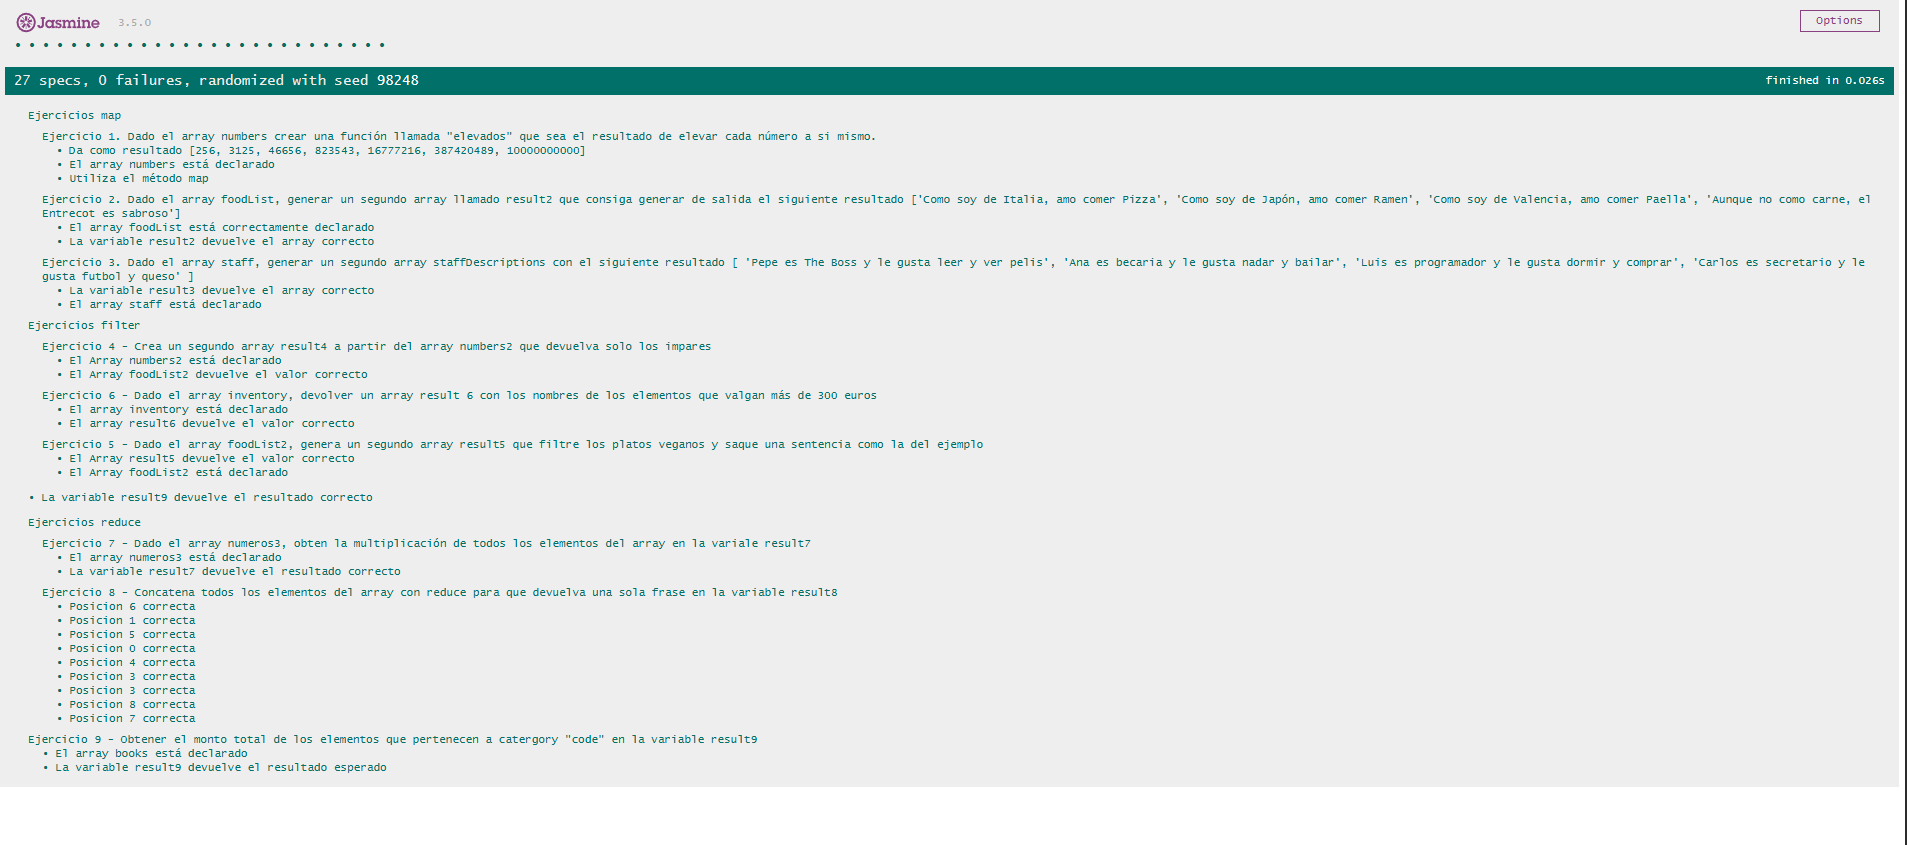 Jasmine 3.5.0
Options
• • • • • • • • • • • • • • • • • • • • • • • • • • •
27 specs, 0 failures, randomized with seed 98248
finished in 0.026s
Ejercicios map
Ejercicio 1. Dado el array numbers crear una función llamada "elevados" que sea el resultado de elevar cada número a si mismo.
• Da como resultado [256, 3125, 46656, 823543, 16777216, 387420489, 10000000000]
• El array numbers está declarado
• Utiliza el método map
Ejercicio 2. Dado el array foodList, generar un segundo array llamado result2 que consiga generar de salida el siguiente resultado ['Como soy de Italia, amo comer Pizza', 'Como soy de Japón, amo comer Ramen', 'Como soy de Valencia, amo comer Paella', 'Aunque no como carne, el
Entrecot es sabroso']
• El array foodList está correctamente declarado
• La variable result2 devuelve el array correcto
Ejercicio 3. Dado el array staff, generar un segundo array staffDescriptions con el siguiente resultado [ 'Pepe es The Boss y le gusta leer y ver pelis', 'Ana es becaria y le gusta nadar y bailar', 'Luis es programador y le gusta dormir y comprar', 'Carlos es secretario y le
gusta futbol y queso' ]
• La variable result3 devuelve el array correcto
• El array staff está declarado
Ejercicios filter
Ejercicio 4 - Crea un segundo array result4 a partir del array numbers2 que devuelva solo los impares
• El Array numbers2 está declarado
• El Array foodList2 devuelve el valor correcto
Ejercicio 6 - Dado el array inventory, devolver un array result 6 con los nombres de los elementos que valgan más de 300 euros
• El array inventory está declarado
• El array result6 devuelve el valor correcto
Ejercicio 5 - Dado el array foodList2, genera un segundo array result5 que filtre los platos veganos y saque una sentencia como la del ejemplo
• El Array result5 devuelve el valor correcto
• El Array foodList2 está declarado
• La variable result9 devuelve el resultado correcto
Ejercicios reduce
Ejercicio 7 - Dado el array numeros3, obten la multiplicación de todos los elementos del array en la variale result7
• El array numeros3 está declarado
• La variable result7 devuelve el resultado correcto
Ejercicio 8 - Concatena todos los elementos del array con reduce para que devuelva una sola frase en la variable result8
• Posicion 6 correcta
• Posicion 1 correcta
• Posicion 5 correcta
• Posicion 0 correcta
• Posicion 4 correcta
• Posicion 3 correcta
• Posicion 3 correcta
• Posicion 8 correcta
• Posicion 7 correcta
Ejercicio 9 - Obtener el monto total de los elementos que pertenecen a catergory "code" en la variable result9
• El array books está declarado
• La variable result9 devuelve el resultado esperado